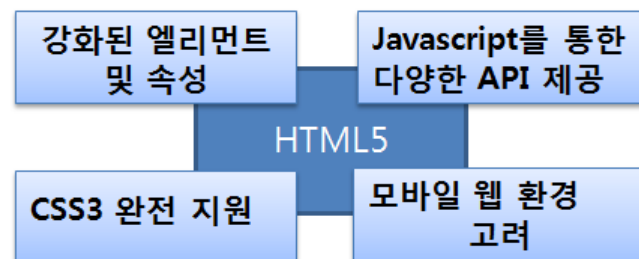 강화된 엘리먼트
및 속성
Javascript를 통한
다양한 API 제공
HTML5
CSS3 완전 지원
모바일 웹 환경
고려